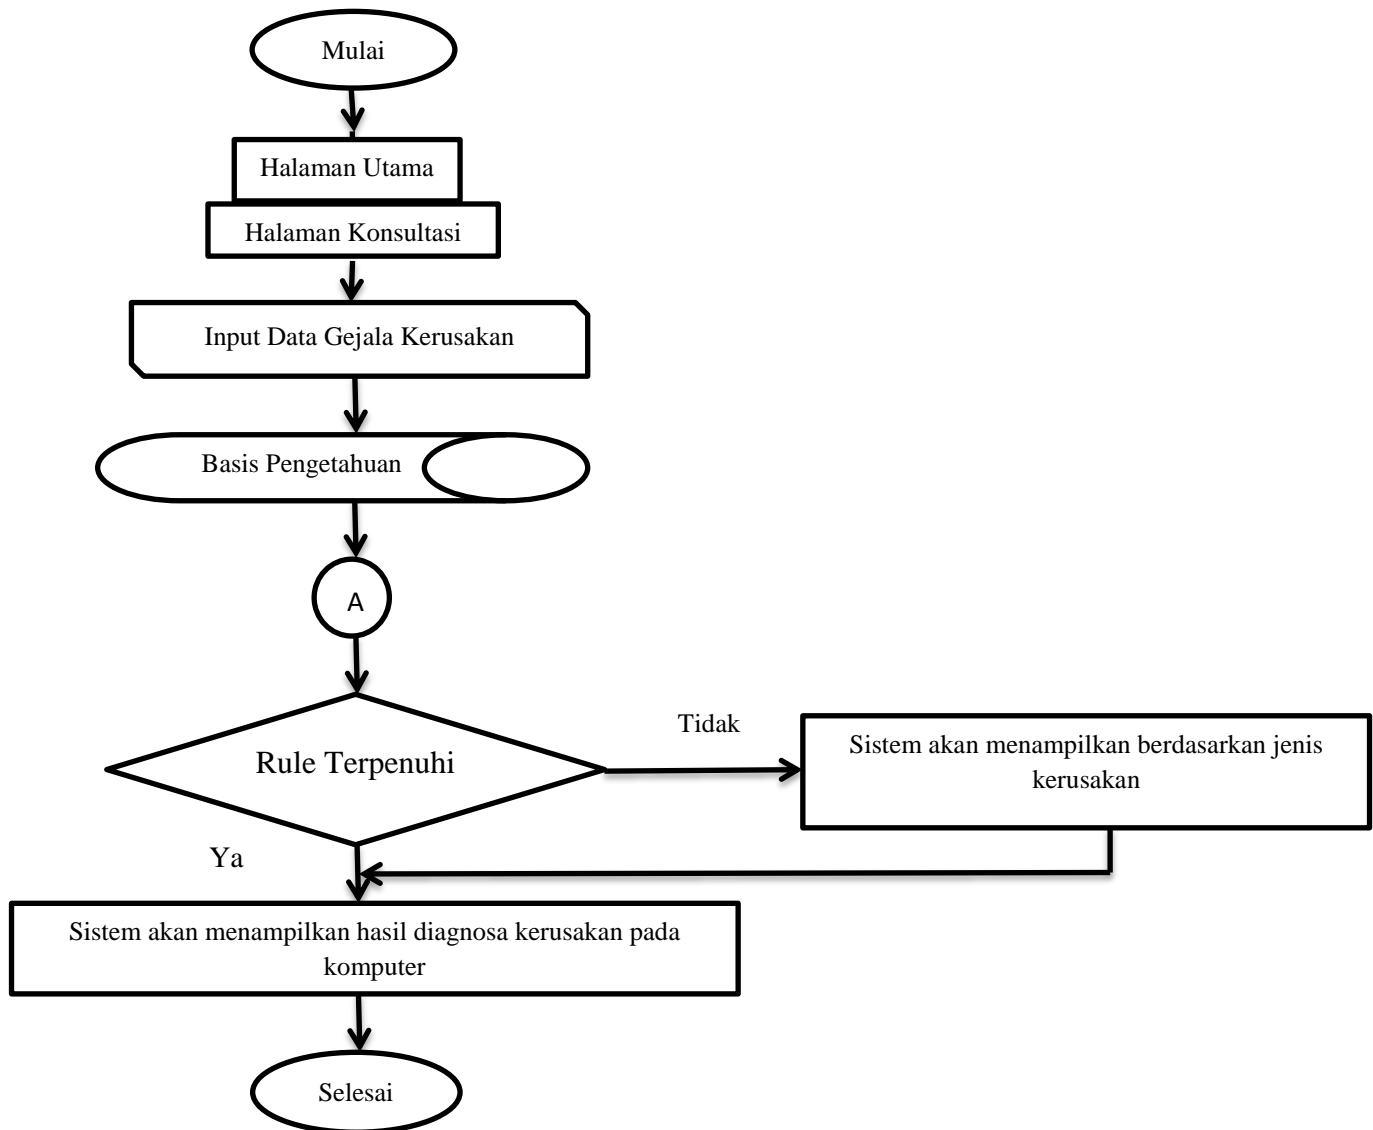 Mulai
Halaman Utama
Halaman Konsultasi
Input Data Gejala Kerusakan
Basis Pengetahuan
A
Rule Terpenuhi
Tidak
Sistem akan menampilkan berdasarkan jenis
kerusakan
Ya
Sistem akan menampilkan hasil diagnosa kerusakan pada
komputer
Selesai